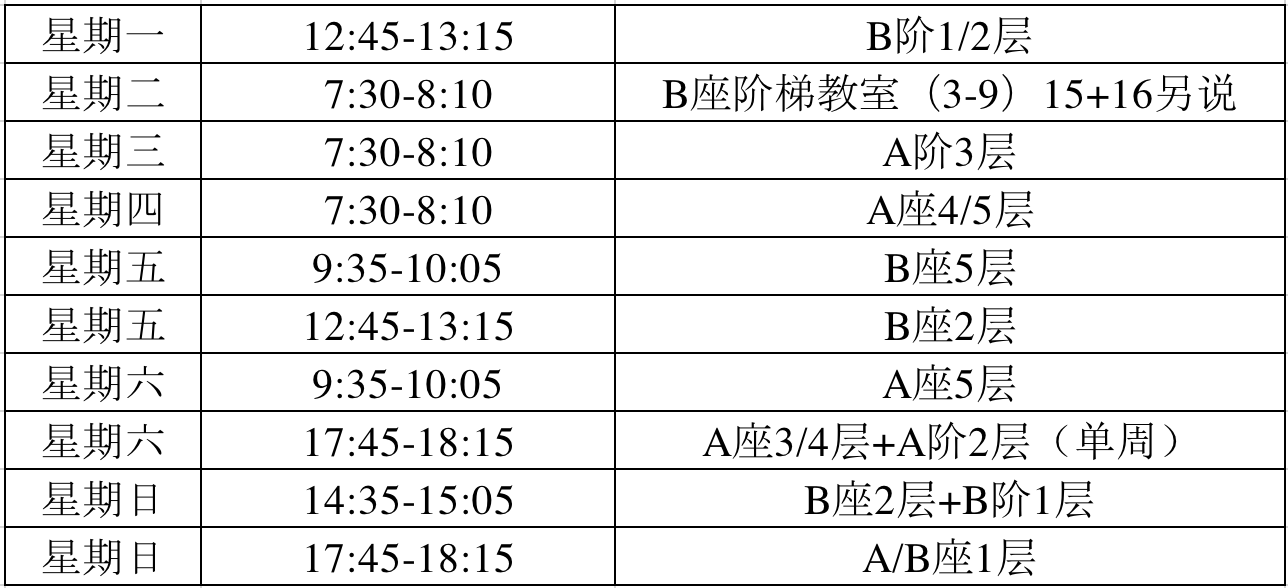 星期一 12:45-13:15 B阶1/2层
星期二 7:30-8:10 B座阶梯教室（3-9）15+16另说
星期三 7:30-8:10 A阶3层
星期四 7:30-8:10 A座4/5层
星期五 9:35-10:05 B座5层
星期五 12:45-13:15 B座2层
星期六 9:35-10:05 A座5层
星期六 17:45-18:15 A座3/4层+A阶2层（单周）
星期日 14:35-15:05 B座2层+B阶1层
星期日 17:45-18:15 A/B座1层